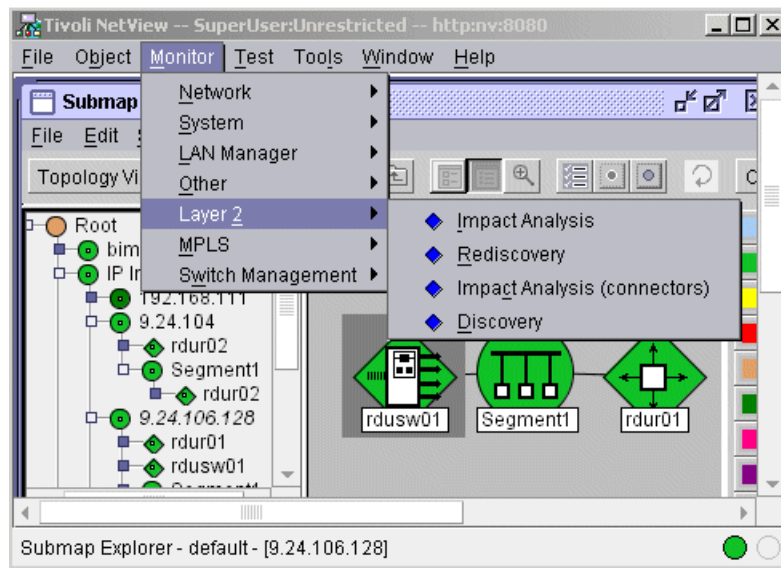 Tivoli NetView -- SuperUser:Unrestricted -- http:nv:8080
File Object Monitor Test Tools Window Help
Submap
File Edit
Topology Vi
Network
System
LAN Manager
Other
Layer 2
MPLS
Switch Management
Impact Analysis
Rediscovery
Impact Analysis (connectors)
Discovery
Root
bim
IP In
192.168.111
9.24.104
rdur02
Segment1
rdur02
9.24.106.128
rdur01
rdusw01
Segment1
rdusw01
Segment1
rdur01
Submap Explorer - default - [9.24.106.128]